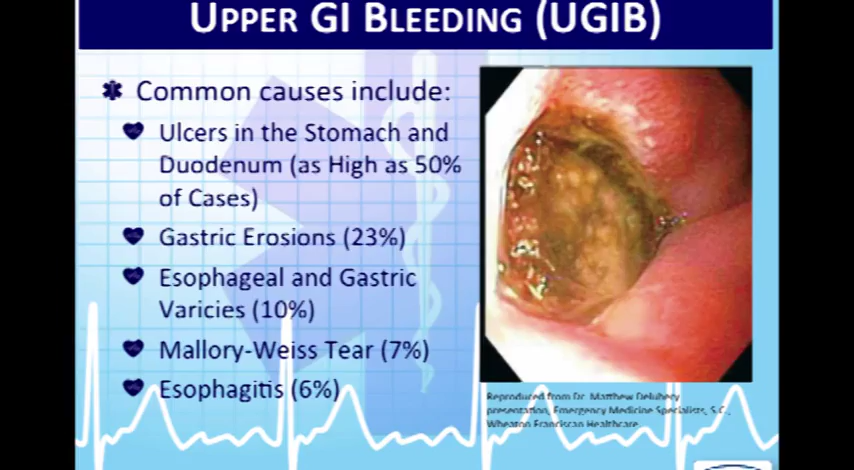 UPPER GI BLEEDING (UGIB)
Common causes include:
Ulcers in the Stomach and
Duodenum (as High as 50%
of Cases)
Gastric Erosions (23%)
Esophageal and Gastric
Varicies (10%)
Mallory-Weiss Tear (7%)
Esophagitis (6%)
Reproduced from Dr. Matthew Delubery
presentation, Emergency Medicine Specialists, S.C.,
Wheaton Franciscan Healthcare.